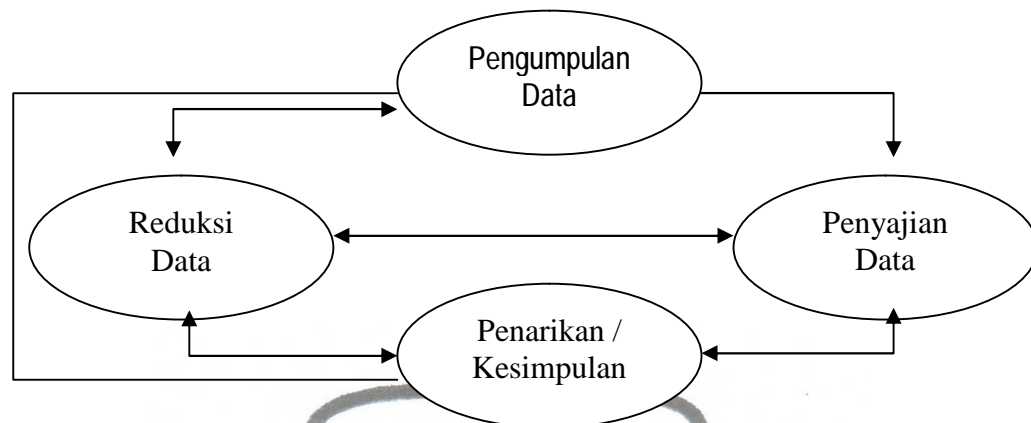 Pengumpulan
Data
Reduksi
Data
Penyajian
Data
Penarikan /
Kesimpulan